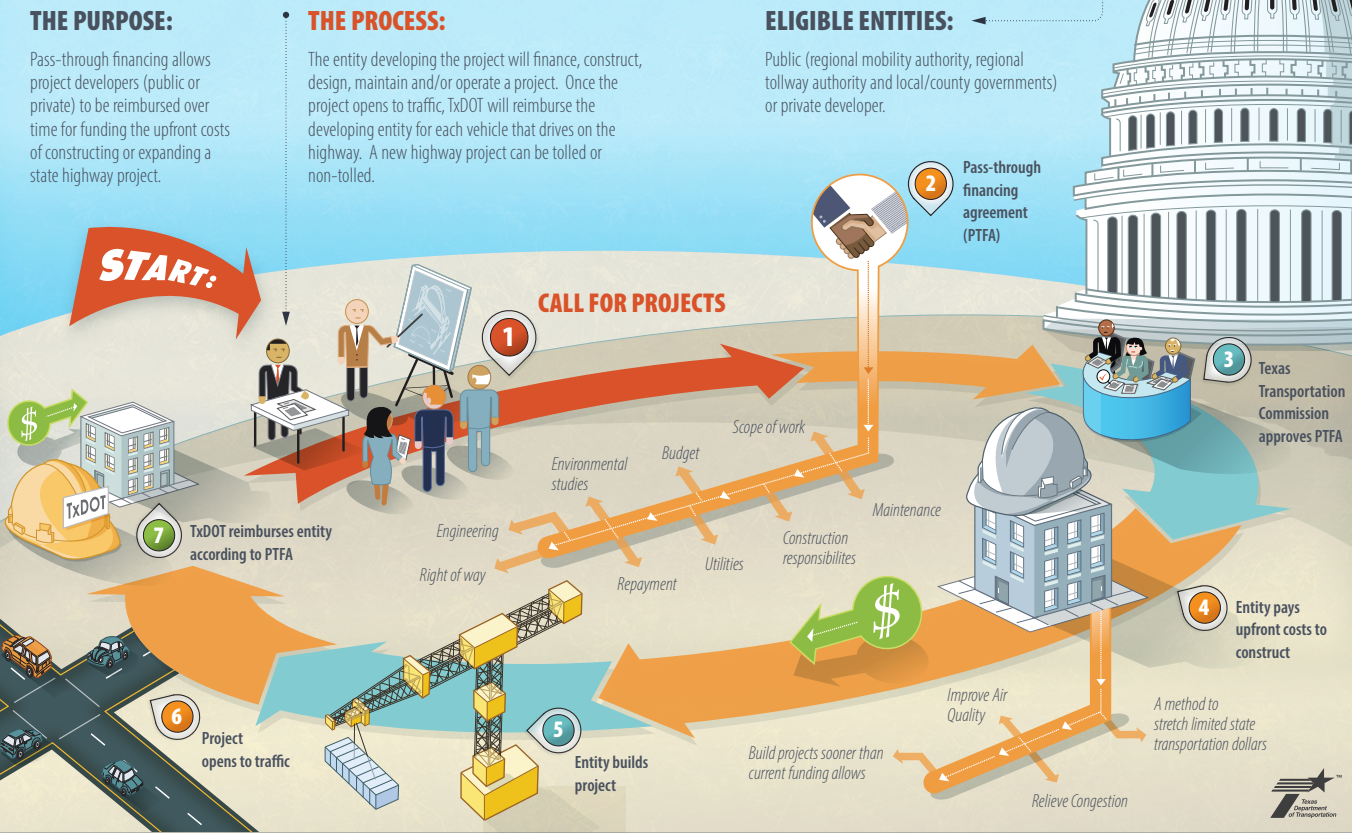 THE PURPOSE:
Pass-through financing allows
project developers (public or
private) to be reimbursed over
time for funding the upfront costs
of constructing or expanding a
state highway project.
THE PROCESS:
The entity developing the project will finance, construct,
design, maintain and/or operate a project. Once the
project opens to traffic, TxDOT will reimburse the
developing entity for each vehicle that drives on the
highway. A new highway project can be tolled or
non-tolled.
ELIGIBLE ENTITIES:
Public (regional mobility authority, regional
tollway authority and local/county governments)
or private developer.
START:
1
CALL FOR PROJECTS
2
Pass-through
financing
agreement
(PTFA)
Scope of work
Budget
Environmental
studies
Engineering
Right of way
Repayment
Utilities
Construction
responsibilites
Maintenance
3
Texas
Transportation
Commission
approves PTFA
4
Entity pays
upfront costs to
construct
$
Improve Air
Quality
A method to
stretch limited state
transportation dollars
Build projects sooner than
current funding allows
Relieve Congestion
5
Entity builds
project
6
Project
opens to traffic
7
TxDOT reimburses entity
according to PTFA
$
TxDOT
Texas
Department
of Transportation
TM